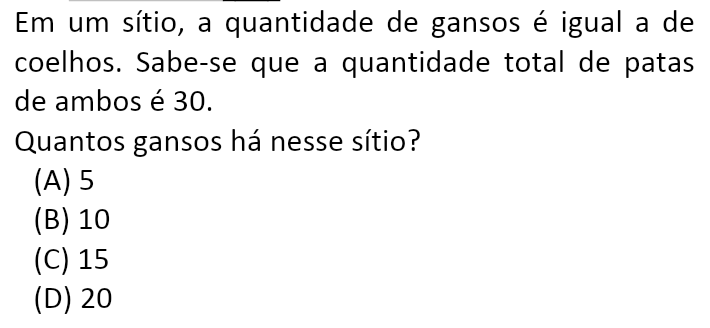 Em um sítio, a quantidade de gansos é igual a de
coelhos. Sabe-se que a quantidade total de patas
de ambos é 30.
Quantos gansos há nesse sítio?
(A) 5
(B) 10
(C) 15
(D) 20